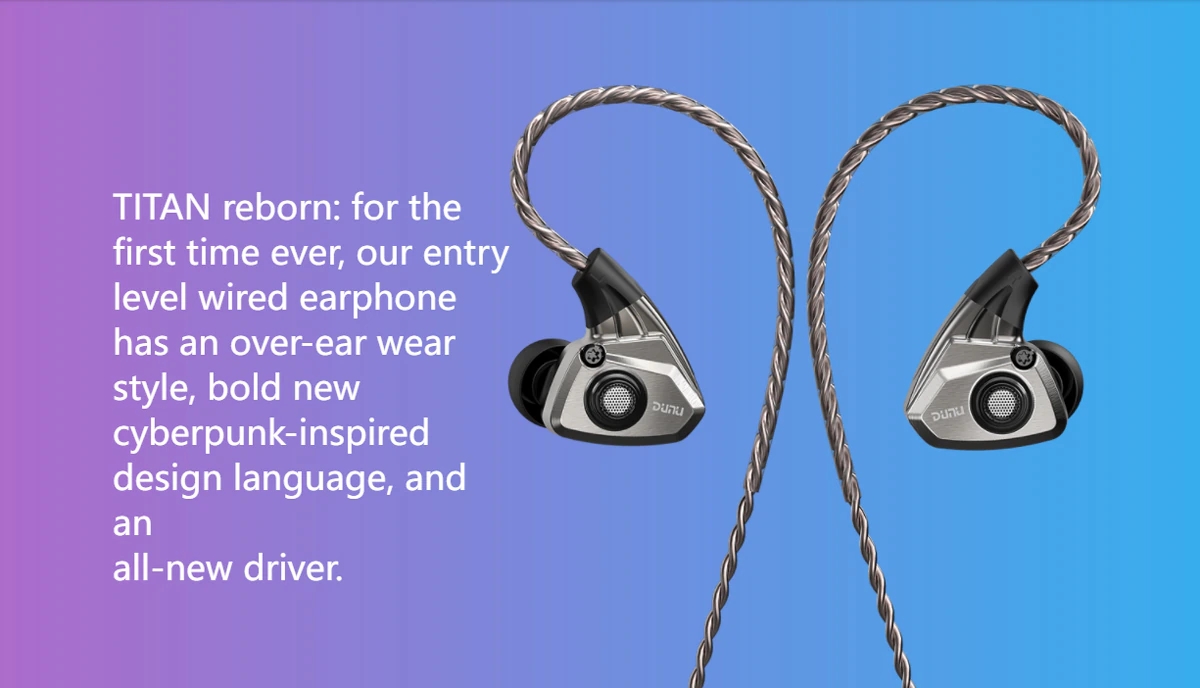 TITAN reborn: for the
first time ever, our entry
level wired earphone
has an over-ear wear
style, bold new
cyberpunk-inspired
design language, and
an
all-new driver.
DUNU
DUNU